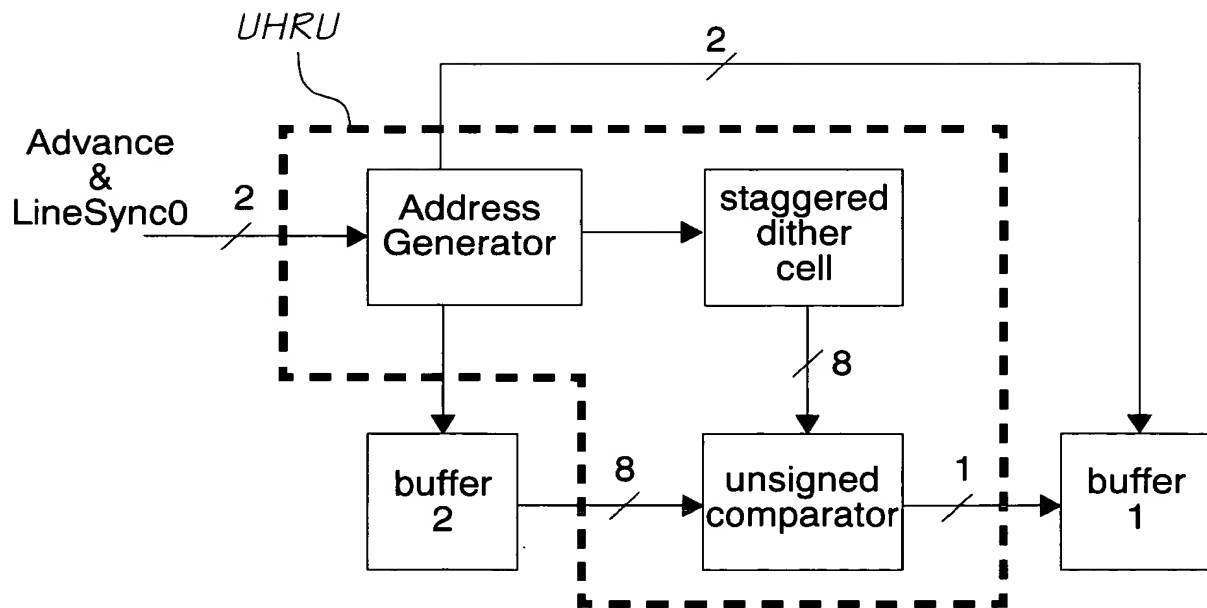 UHRU
2
Advance
&
LineSync0
2
Address
Generator
staggered
dither
cell
8
buffer
2
8
unsigned
comparator
1
buffer
1